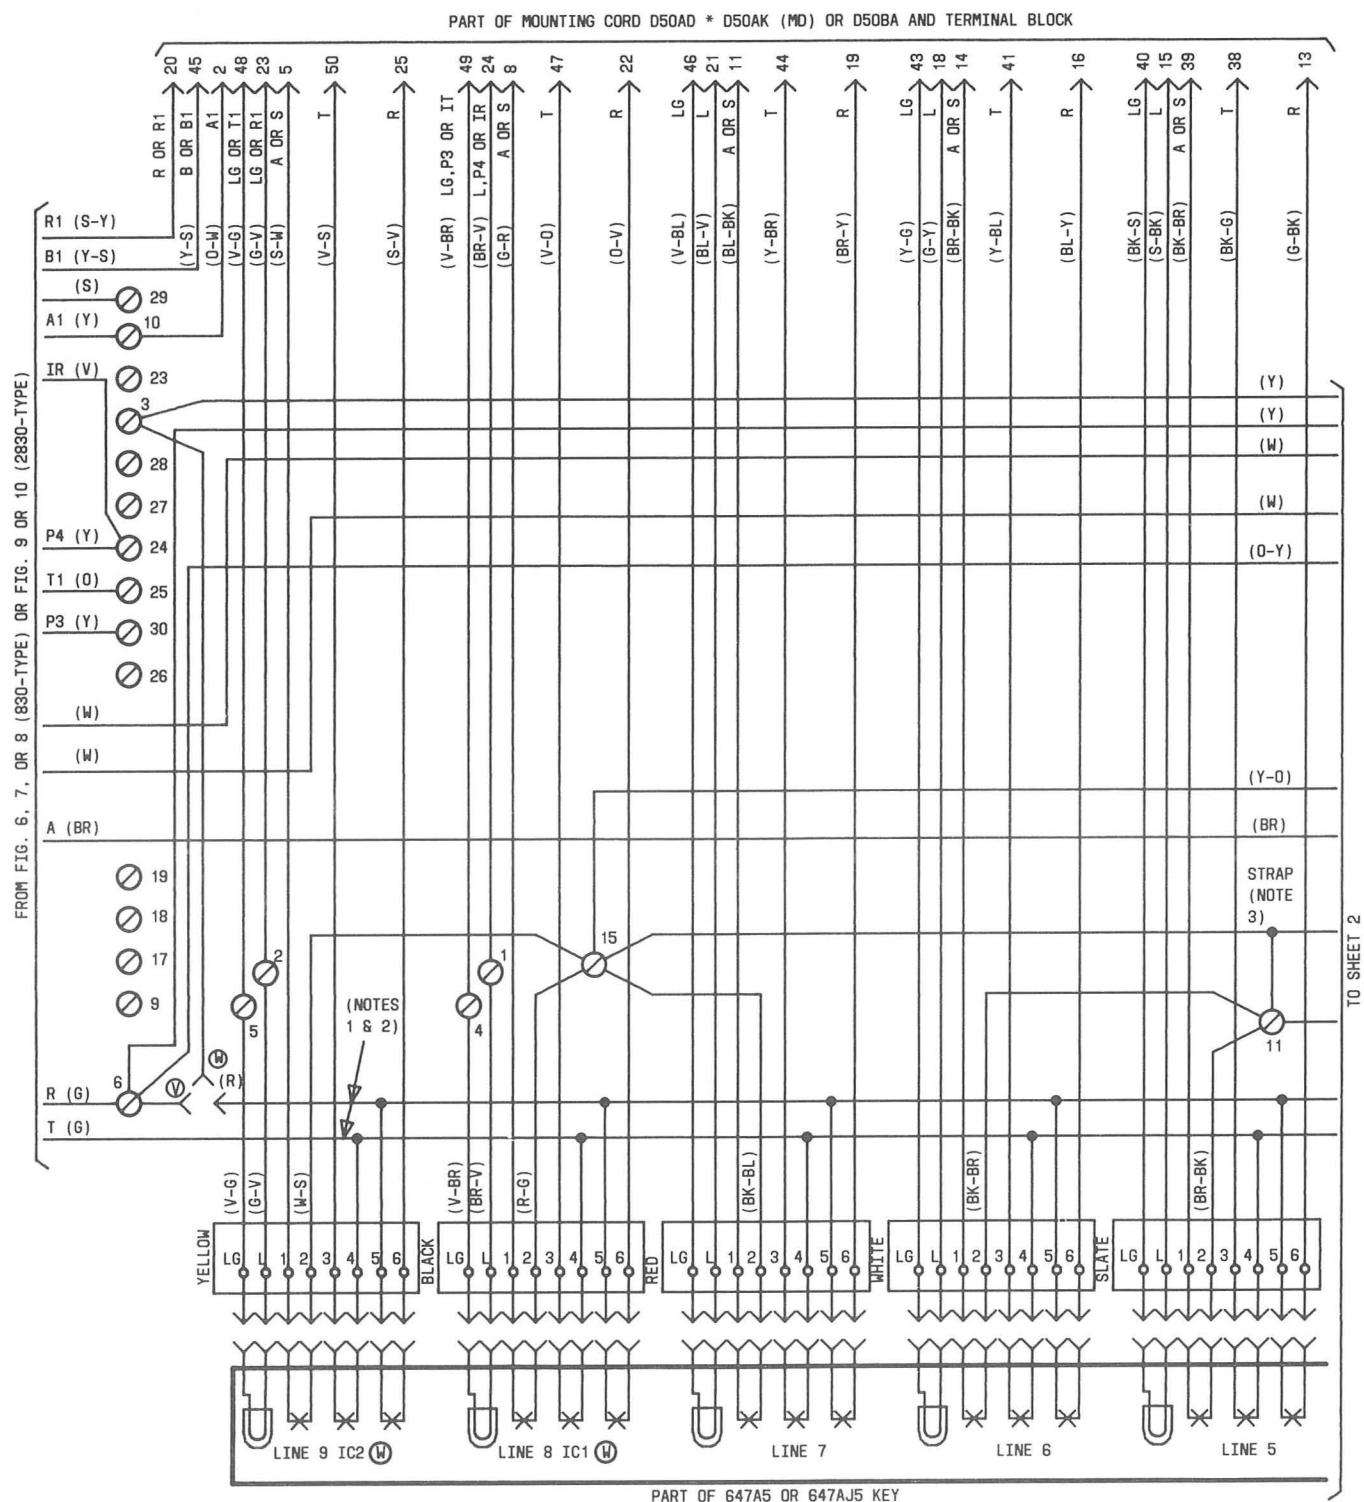 PART OF MOUNTING CORD D50AD * D50AK (MD) OR D50BA AND TERMINAL BLOCK
20 45 2 48 23 5 50 25 49 24 8 47 22 46 21 11 44 19 43 18 14 41 16 40 15 39 38 13
R OR R1
B OR B1
A1
LG OR T1
LG OR R1
A OR S
T
R
LG,P3 OR IT
L,P4 OR IR
A OR S
T
R
LG
L
A OR S
T
R
LG
L
A OR S
T
R
LG
L
A OR S
T
R
(Y-S)
(O-W)
(V-G)
(G-V)
(S-W)
(V-S)
(S-V)
(V-BR)
(BR-V)
(G-R)
(V-O)
(O-V)
(V-BL)
(BL-V)
(BL-BK)
(Y-BR)
(BR-Y)
(Y-G)
(G-Y)
(BR-BK)
(Y-BL)
(BL-Y)
(BK-S)
(S-BK)
(BK-BR)
(BK-G)
(G-BK)
FROM FIG. 6, 7, OR 8 (830-TYPE) OR FIG. 9 OR 10 (2830-TYPE)
R1 (S-Y)
B1 (Y-S)
(S)
29
A1 (Y)
10
IR (V)
23
3
(Y)
(Y)
28
(W)
27
(W)
P4 (Y)
24
(O-Y)
T1 (O)
25
P3 (Y)
30
26
(W)
(W)
(Y-O)
A (BR)
(BR)
19
18
17
9
2
5
1
4
15
11
STRAP
(NOTE
3)
TO SHEET 2
(NOTES
1 & 2)
W
V
(R)
6
R (G)
T (G)
(V-G)
(G-V)
(W-S)
(V-BR)
(BR-V)
(R-G)
(BK-BL)
(BK-BR)
(BR-BK)
YELLOW
LG L 1 2 3 4 5 6
BLACK
LG L 1 2 3 4 5 6
RED
LG L 1 2 3 4 5 6
WHITE
LG L 1 2 3 4 5 6
SLATE
LG L 1 2 3 4 5 6
LINE 9 IC2 W
LINE 8 IC1 W
LINE 7
LINE 6
LINE 5
PART OF 647A5 OR 647AJ5 KEY